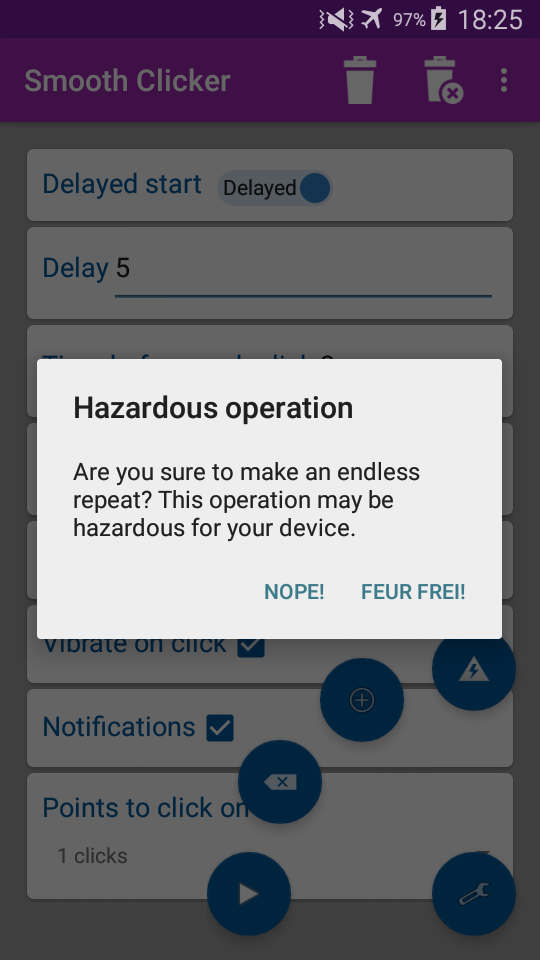 97% 18:25
Smooth Clicker
Delayed start Delayed
Delay 5
Hazardous operation
Are you sure to make an endless
repeat? This operation may be
hazardous for your device.
NOPE! FEUR FREI!
Vibrate on click
Notifications
Points to click on
1 clicks